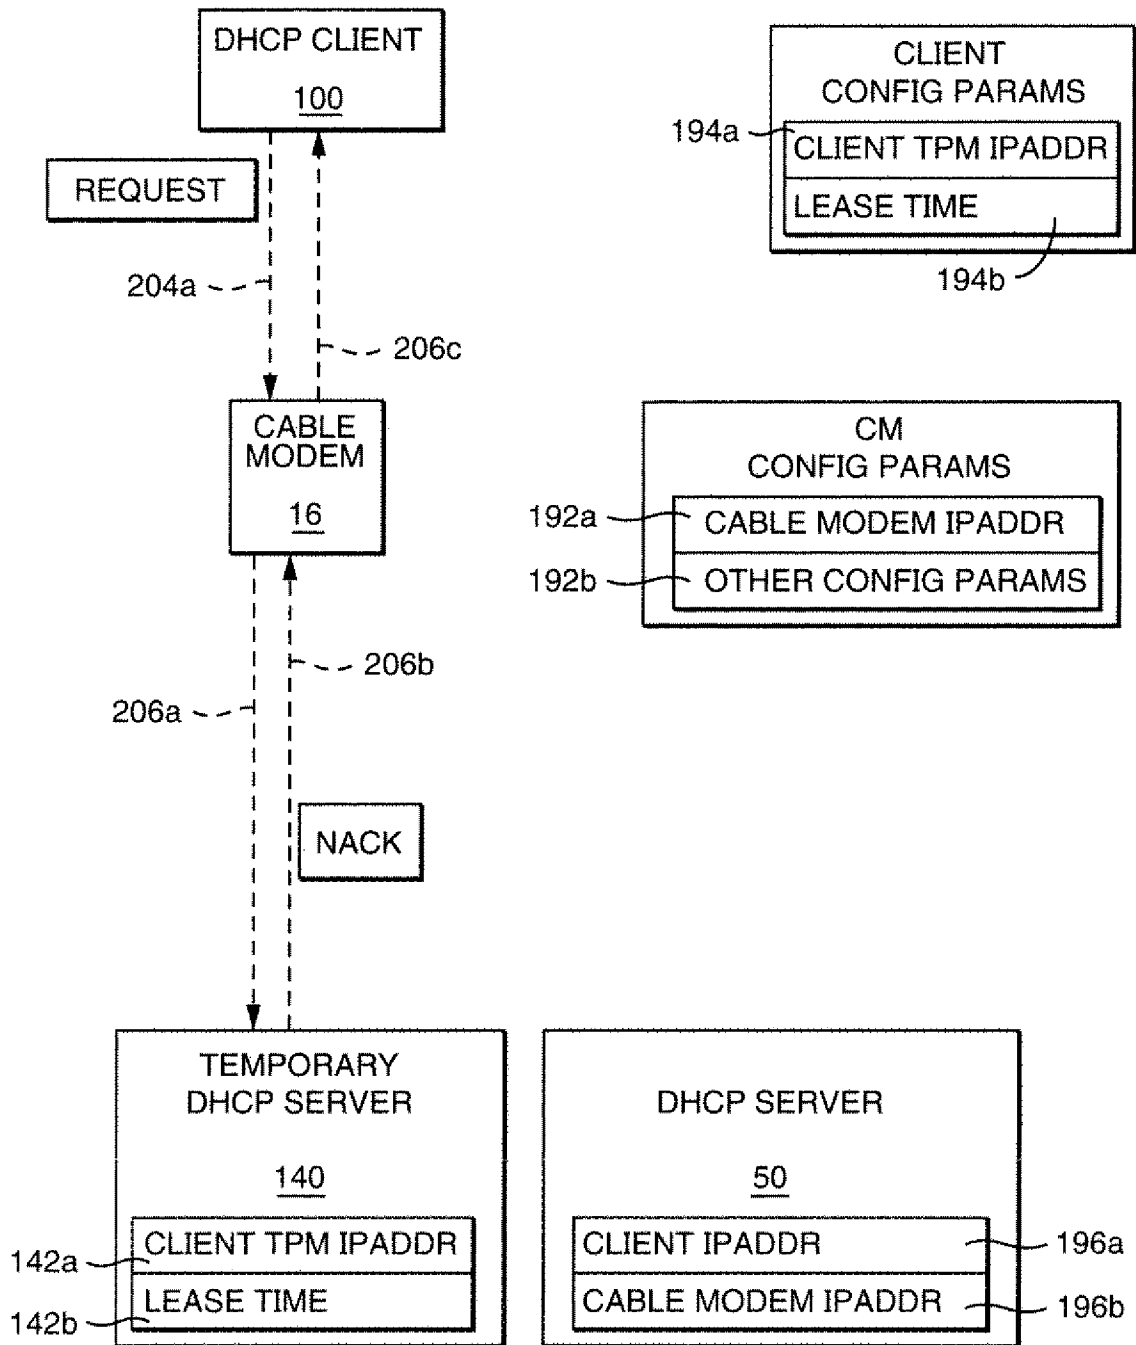 DHCP CLIENT
100
CLIENT
CONFIG PARAMS
194a
CLIENT TPM IPADDR
LEASE TIME
194b
REQUEST
204a
206c
CABLE
MODEM
16
CM
CONFIG PARAMS
192a
CABLE MODEM IPADDR
192b
OTHER CONFIG PARAMS
206b
206a
NACK
TEMPORARY
DHCP SERVER
140
142a
CLIENT TPM IPADDR
LEASE TIME
142b
DHCP SERVER
50
CLIENT IPADDR
196a
CABLE MODEM IPADDR
196b